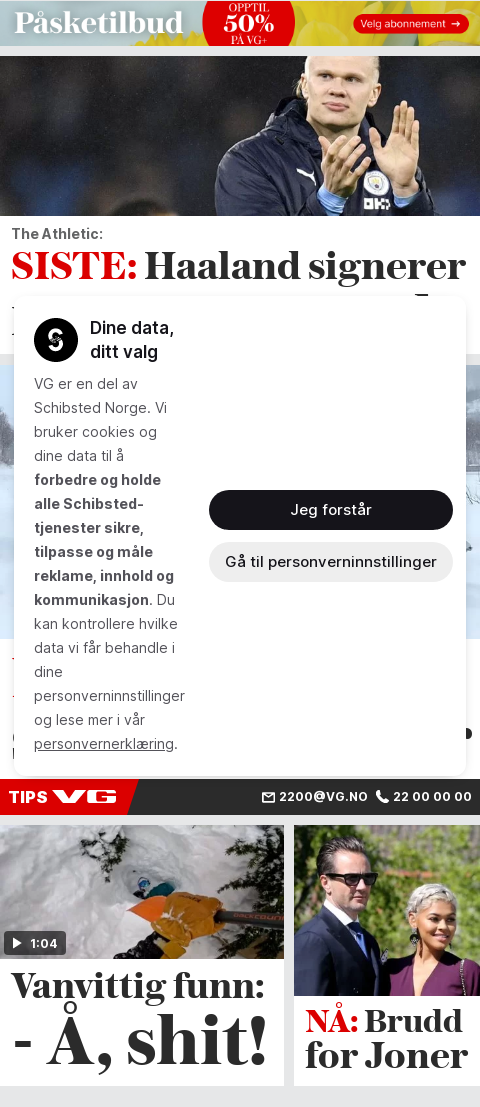 Påsketilbud
OPPTIL
50%
PÅ VG+
Velg abonnement →
The Athletic:
SISTE: Haaland signerer
Dine data,
ditt valg
VG er en del av
Schibsted Norge. Vi
bruker cookies og
dine data til å
forbedre og holde
alle Schibsted-
tjenester sikre,
tilpasse og måle
reklame, innhold og
kommunikasjon. Du
kan kontrollere hvilke
data vi får behandle i
dine
personverninnstillinger
og lese mer i vår
personvernerklæring.
Jeg forstår
Gå til personverninnstillinger
TIPS VG
2200@VG.NO
22 00 00 00
1:04
Vanvittig funn:
- Å, shit!
NÅ: Brudd
for Joner